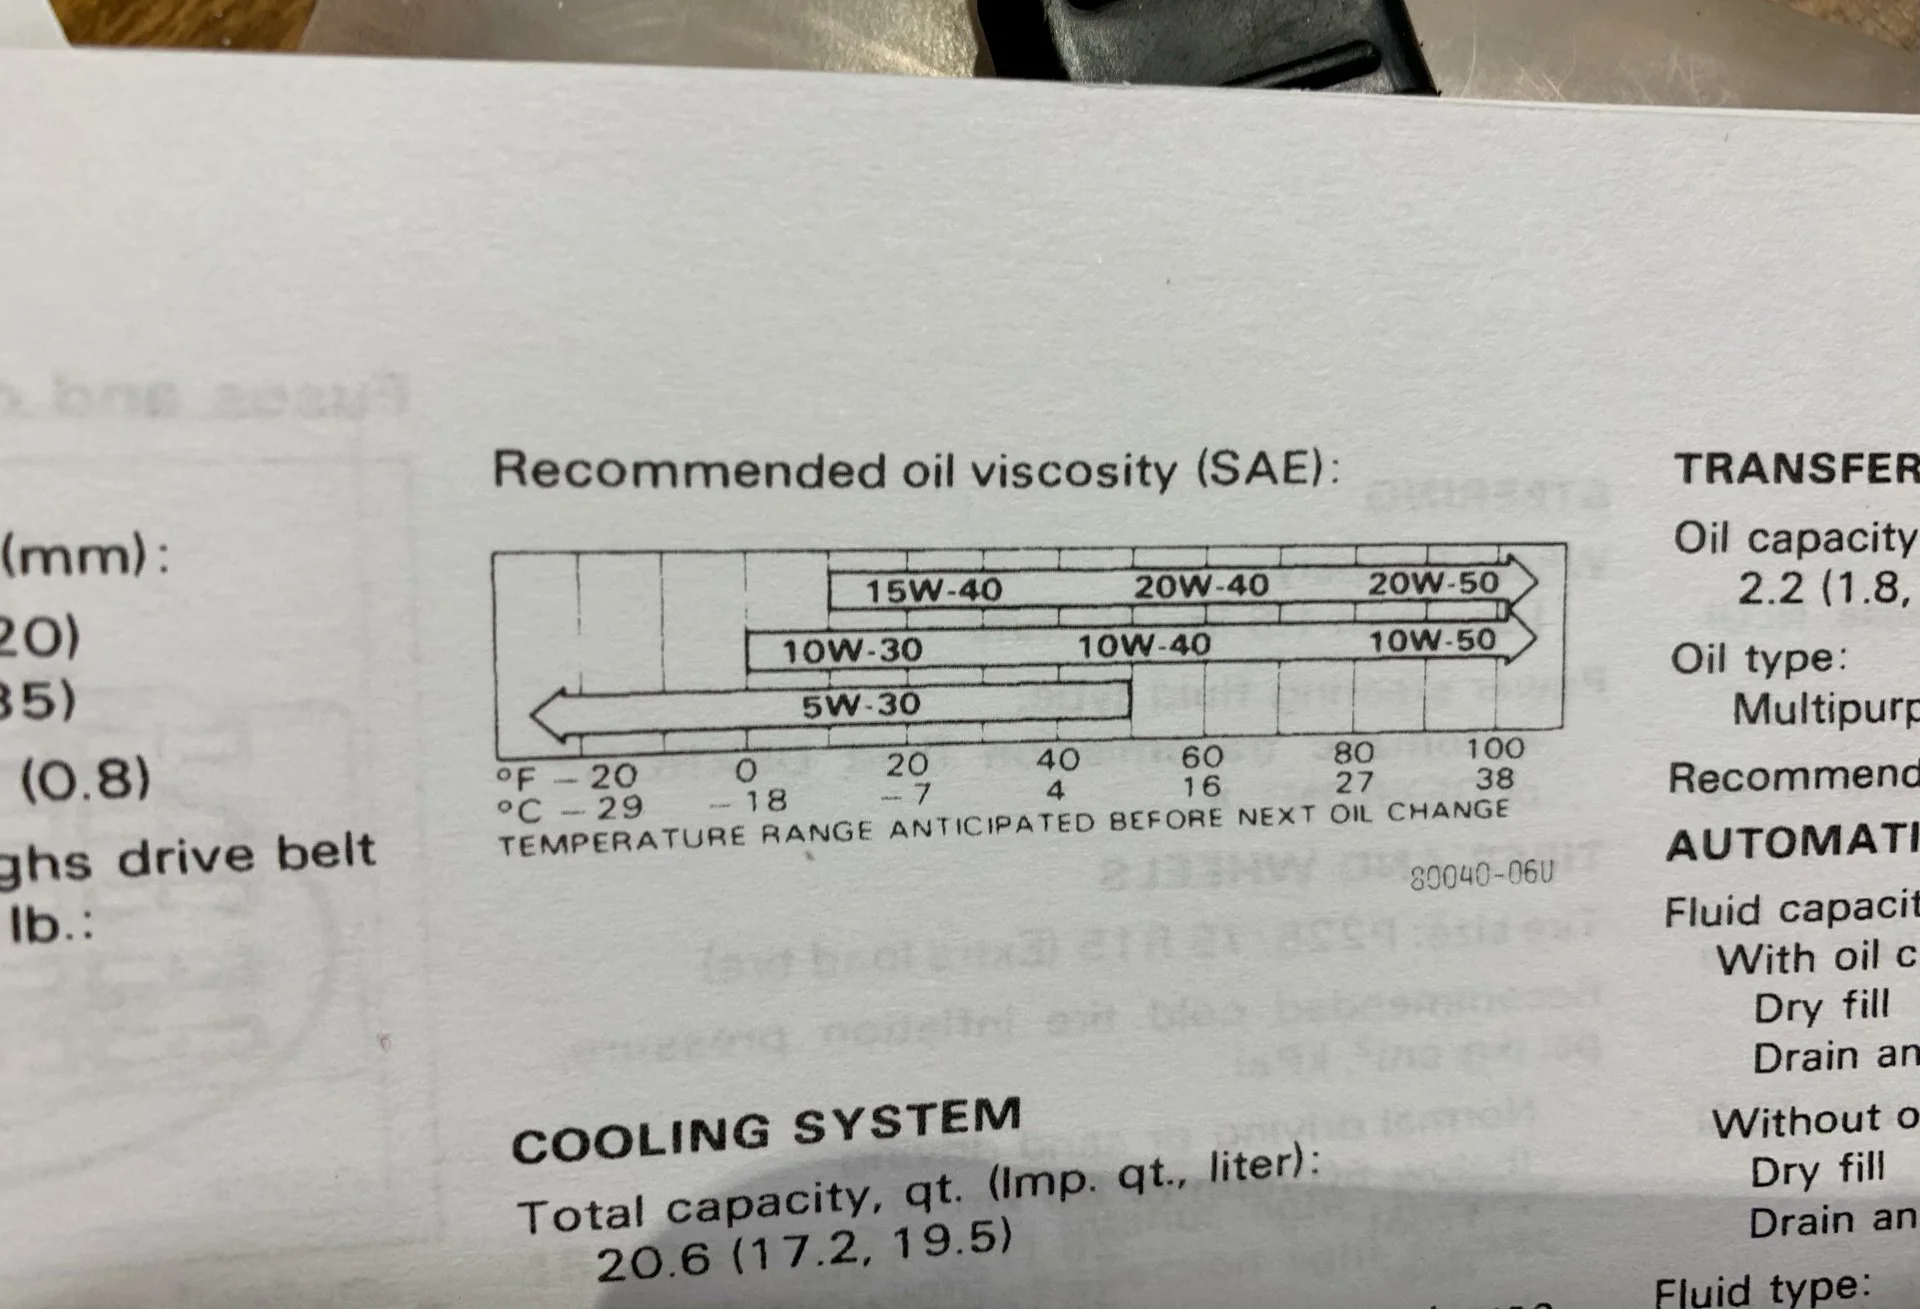 (mm):
20)
35)
(0.8)
ghs drive belt
lb.:
Recommended oil viscosity (SAE):
15W-40 20W-40 20W-50
10W-30 10W-40 10W-50
5W-30
°F – 20 0 20 40 60 80 100
°C – 29 – 18 – 7 4 16 27 38
TEMPERATURE RANGE ANTICIPATED BEFORE NEXT OIL CHANGE
80040-06U
COOLING SYSTEM
Total capacity, qt. (Imp. qt., liter):
20.6 (17.2, 19.5)
TRANSFER
Oil capacity
2.2 (1.8,
Oil type:
Multipurp
Recommend
AUTOMATI
Fluid capacit
With oil c
Dry fill
Drain an
Without o
Dry fill
Drain an
Fluid type: